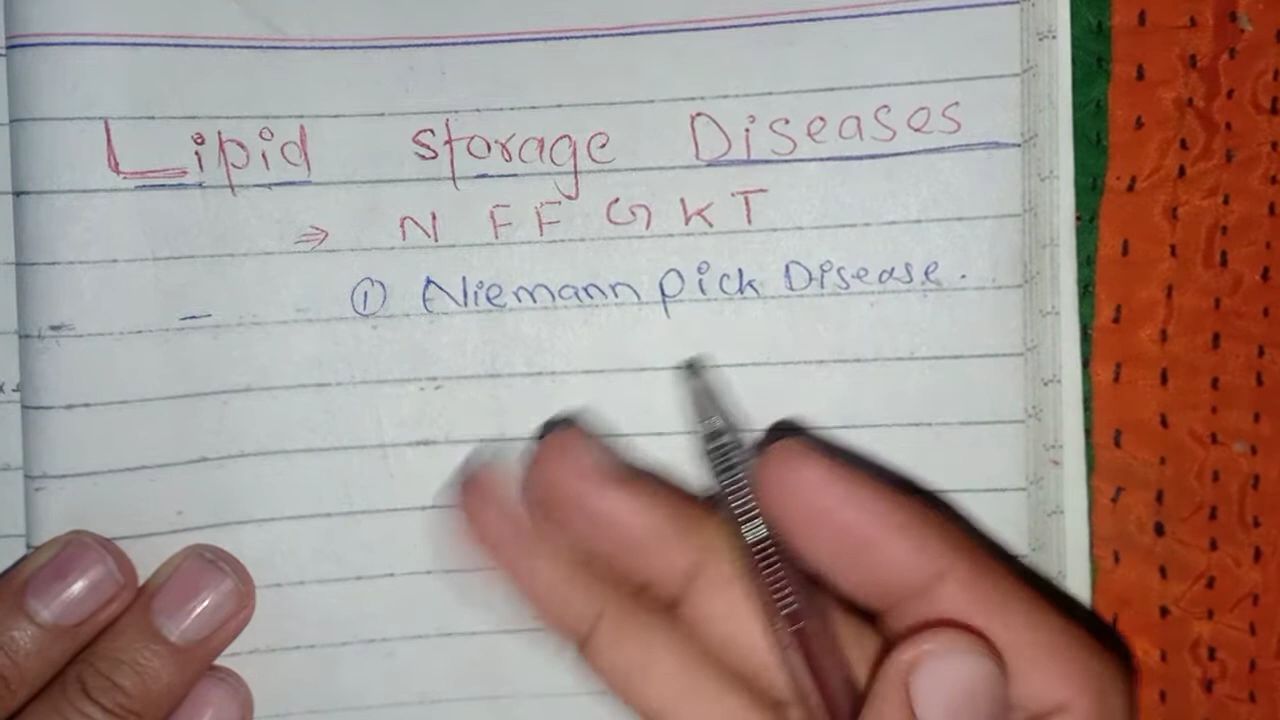 Lipid storage Diseases
⇒ N F F G K T
① Niemann pick Disease.